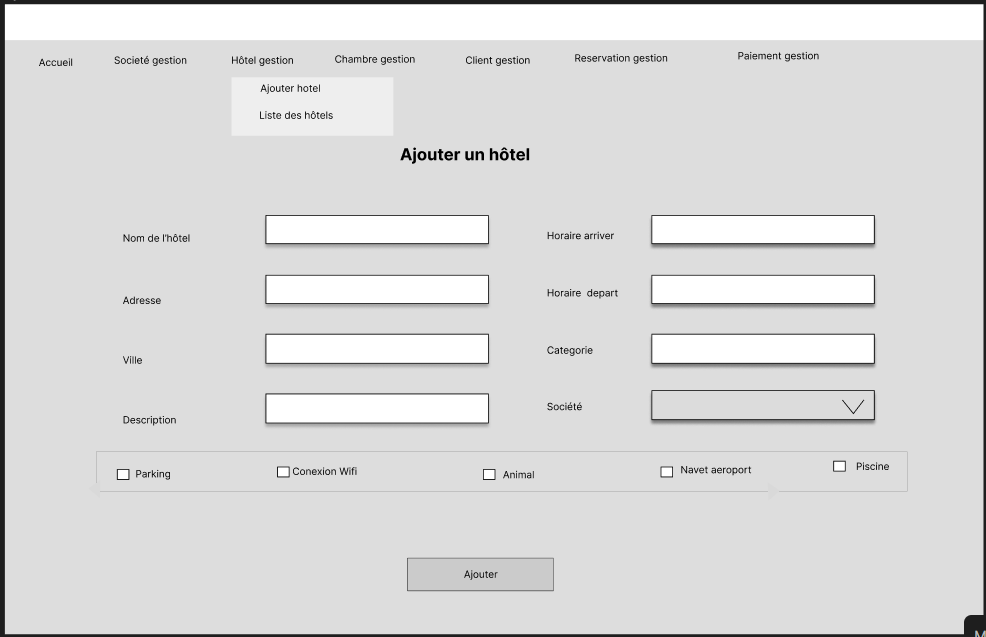 Accueil
Societé gestion
Hôtel gestion
Chambre gestion
Client gestion
Reservation gestion
Paiement gestion
Ajouter hotel
Liste des hôtels
Ajouter un hôtel
Nom de l'hôtel
Horaire arriver
Adresse
Horaire depart
Ville
Categorie
Description
Société
Parking
Conexion Wifi
Animal
Navet aeroport
Piscine
Ajouter